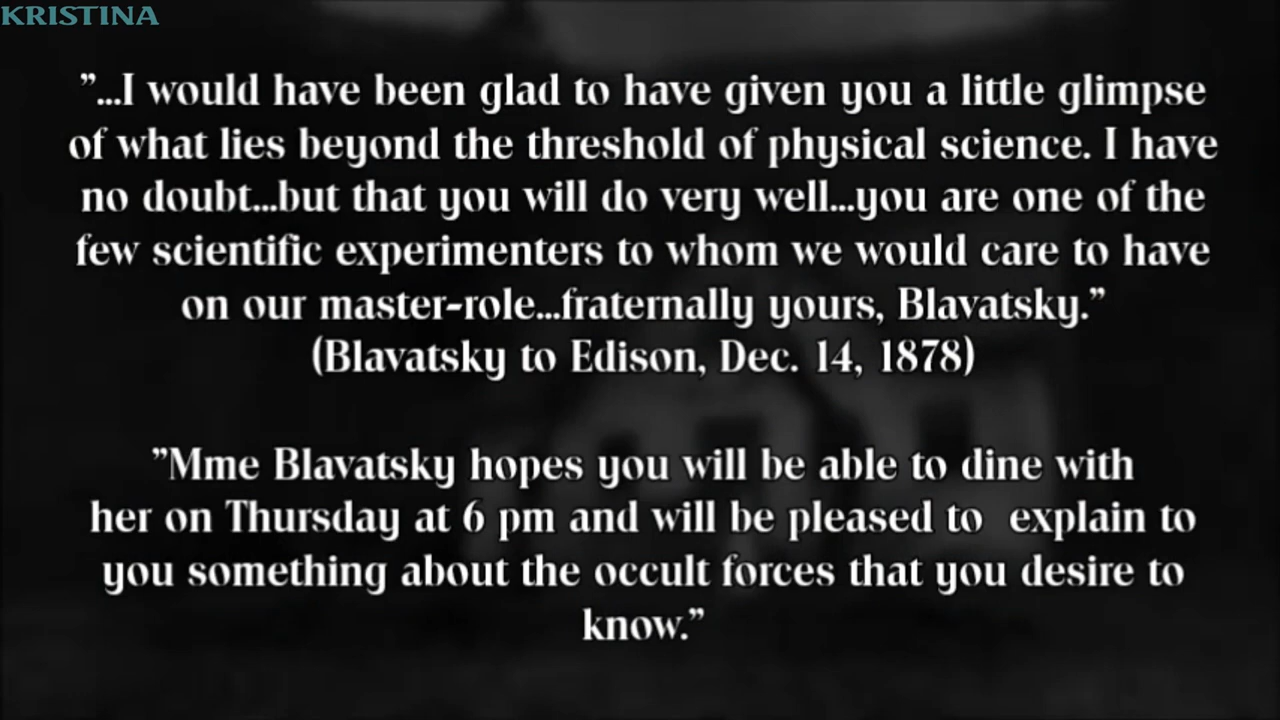 KRISTINA
”...I would have been glad to have given you a little glimpse
of what lies beyond the threshold of physical science. I have
no doubt...but that you will do very well...you are one of the
few scientific experimenters to whom we would care to have
on our master-role...fraternally yours, Blavatsky.”
(Blavatsky to Edison, Dec. 14, 1878)
”Mme Blavatsky hopes you will be able to dine with
her on Thursday at 6 pm and will be pleased to  explain to
you something about the occult forces that you desire to
know.”